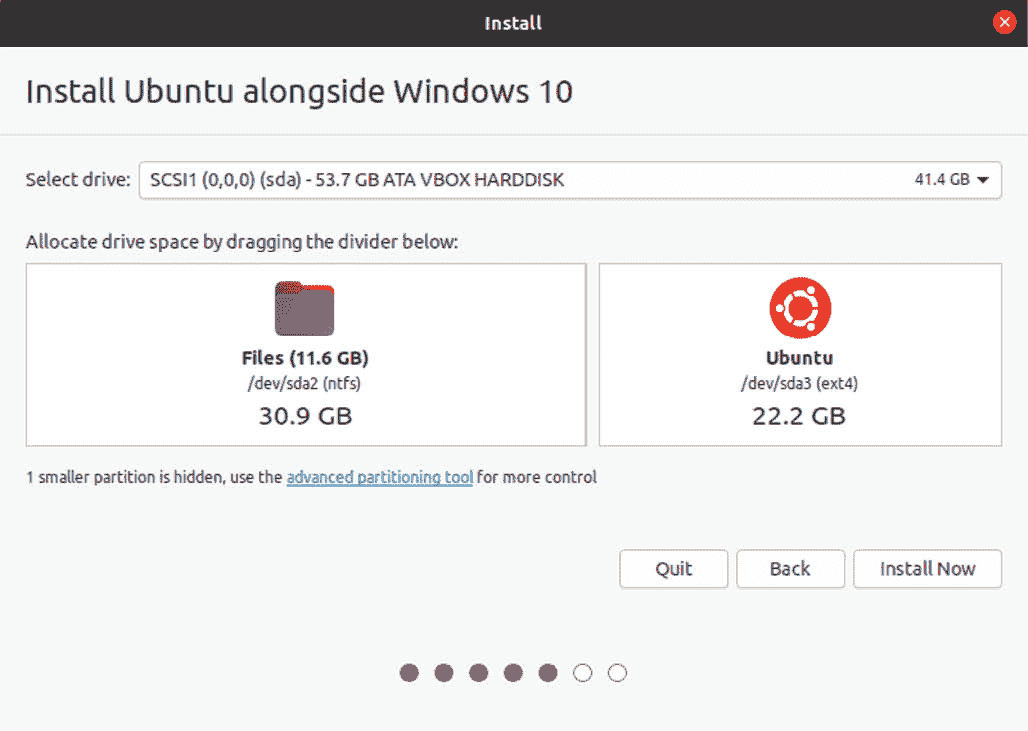 Install
Install Ubuntu alongside Windows 10
Select drive: SCSI1 (0,0,0) (sda) - 53.7 GB ATA VBOX HARDDISK 41.4 GB
Allocate drive space by dragging the divider below:
Files (11.6 GB)
/dev/sda2 (ntfs)
30.9 GB
Ubuntu
/dev/sda3 (ext4)
22.2 GB
1 smaller partition is hidden, use the advanced partitioning tool for more control
Quit Back Install Now